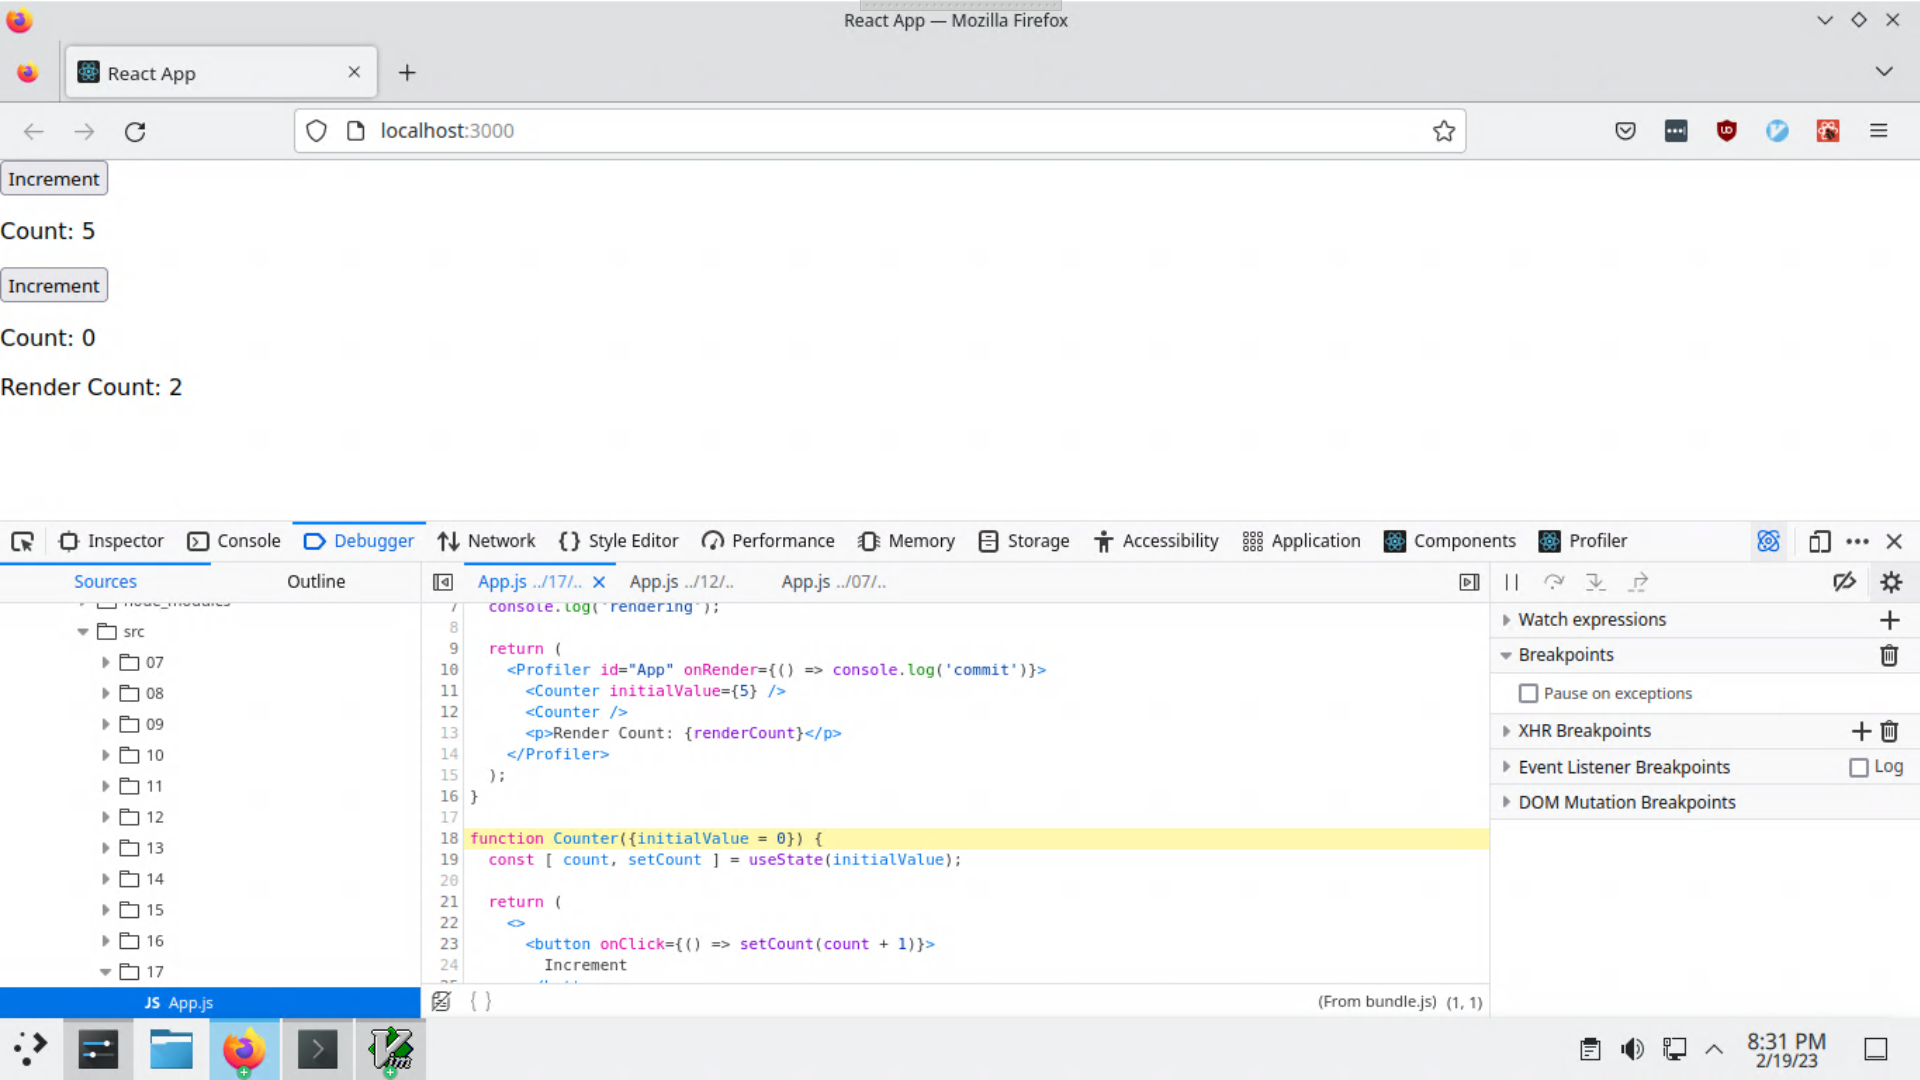 React App — Mozilla Firefox
React App
localhost:3000
Increment
Count: 5
Increment
Count: 0
Render Count: 2
Inspector Console Debugger Network Style Editor Performance Memory Storage Accessibility Application Components Profiler
Sources Outline App.js ../17/.. App.js ../12/.. App.js ../07/..
node_modules
src
07
08
09
10
11
12
13
14
15
16
17
JS App.js
7 console.log('rendering');
8
9 return (
10 <Profiler id="App" onRender={() => console.log('commit')}>
11 <Counter initialValue={5} />
12 <Counter />
13 <p>Render Count: {renderCount}</p>
14 </Profiler>
15 );
16 }
17
18 function Counter({initialValue = 0}) {
19 const [ count, setCount ] = useState(initialValue);
20
21 return (
22 <>
23 <button onClick={() => setCount(count + 1)}>
24 Increment
{ } (From bundle.js) (1, 1)
Watch expressions
Breakpoints
Pause on exceptions
XHR Breakpoints
Event Listener Breakpoints Log
DOM Mutation Breakpoints
8:31 PM
2/19/23